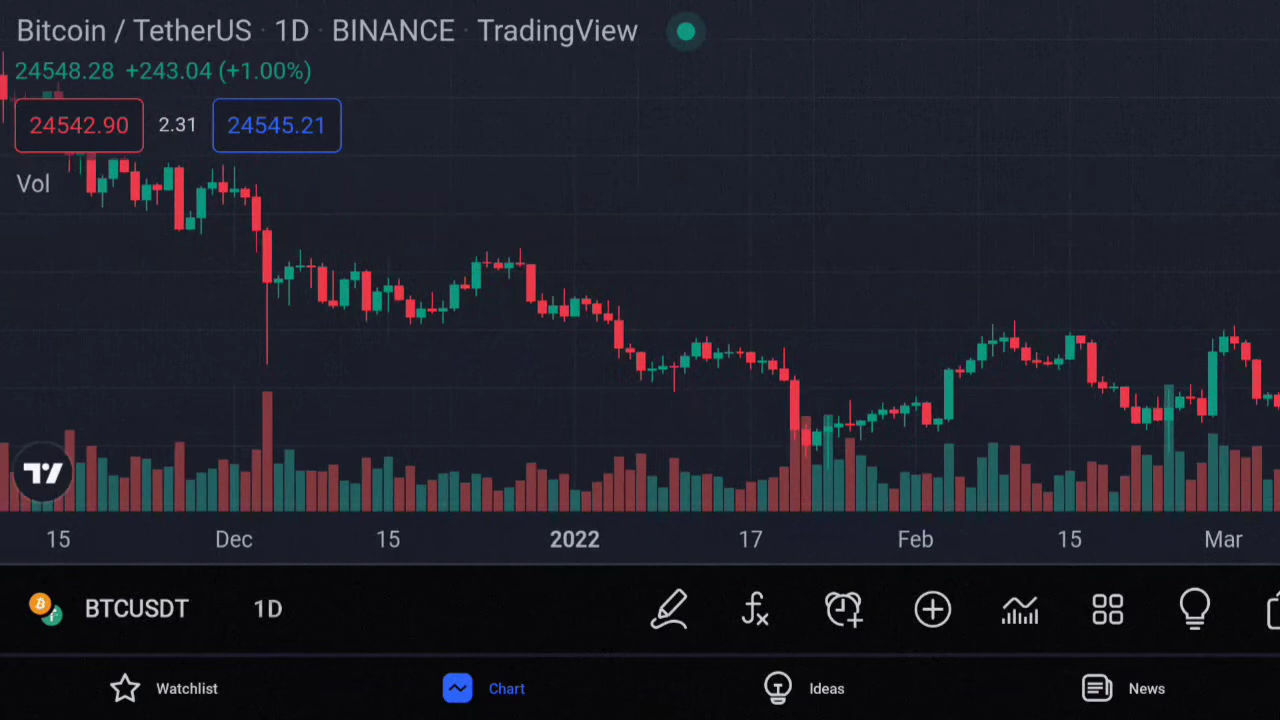 Bitcoin / TetherUS · 1D · BINANCE · TradingView
24548.28 +243.04 (+1.00%)
24542.90 2.31 24545.21
Vol
15 Dec 15 2022 17 Feb 15 Mar
BTCUSDT 1D
Watchlist Chart Ideas News